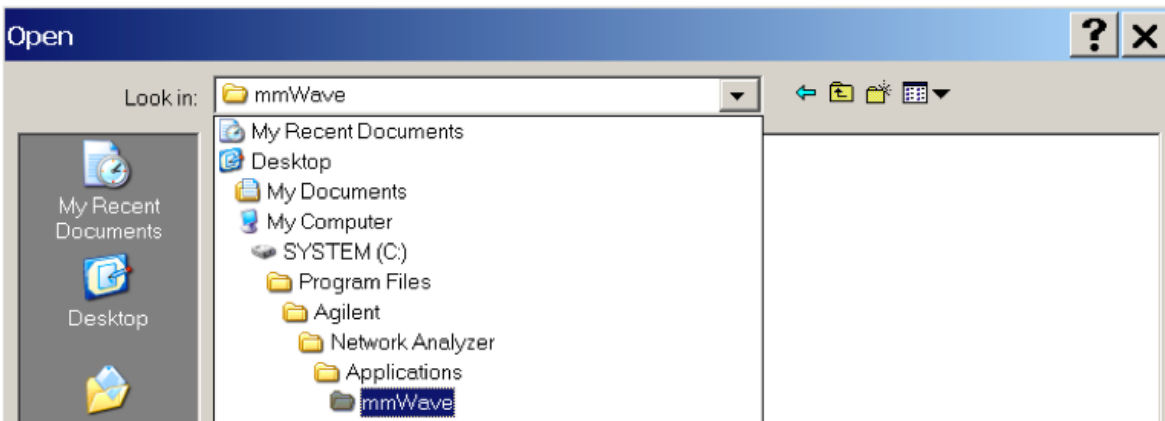 Open
?
X
Look in: mmWave
My Recent Documents
Desktop
My Documents
My Computer
SYSTEM (C:)
Program Files
Agilent
Network Analyzer
Applications
mmWave
My Recent
Documents
Desktop